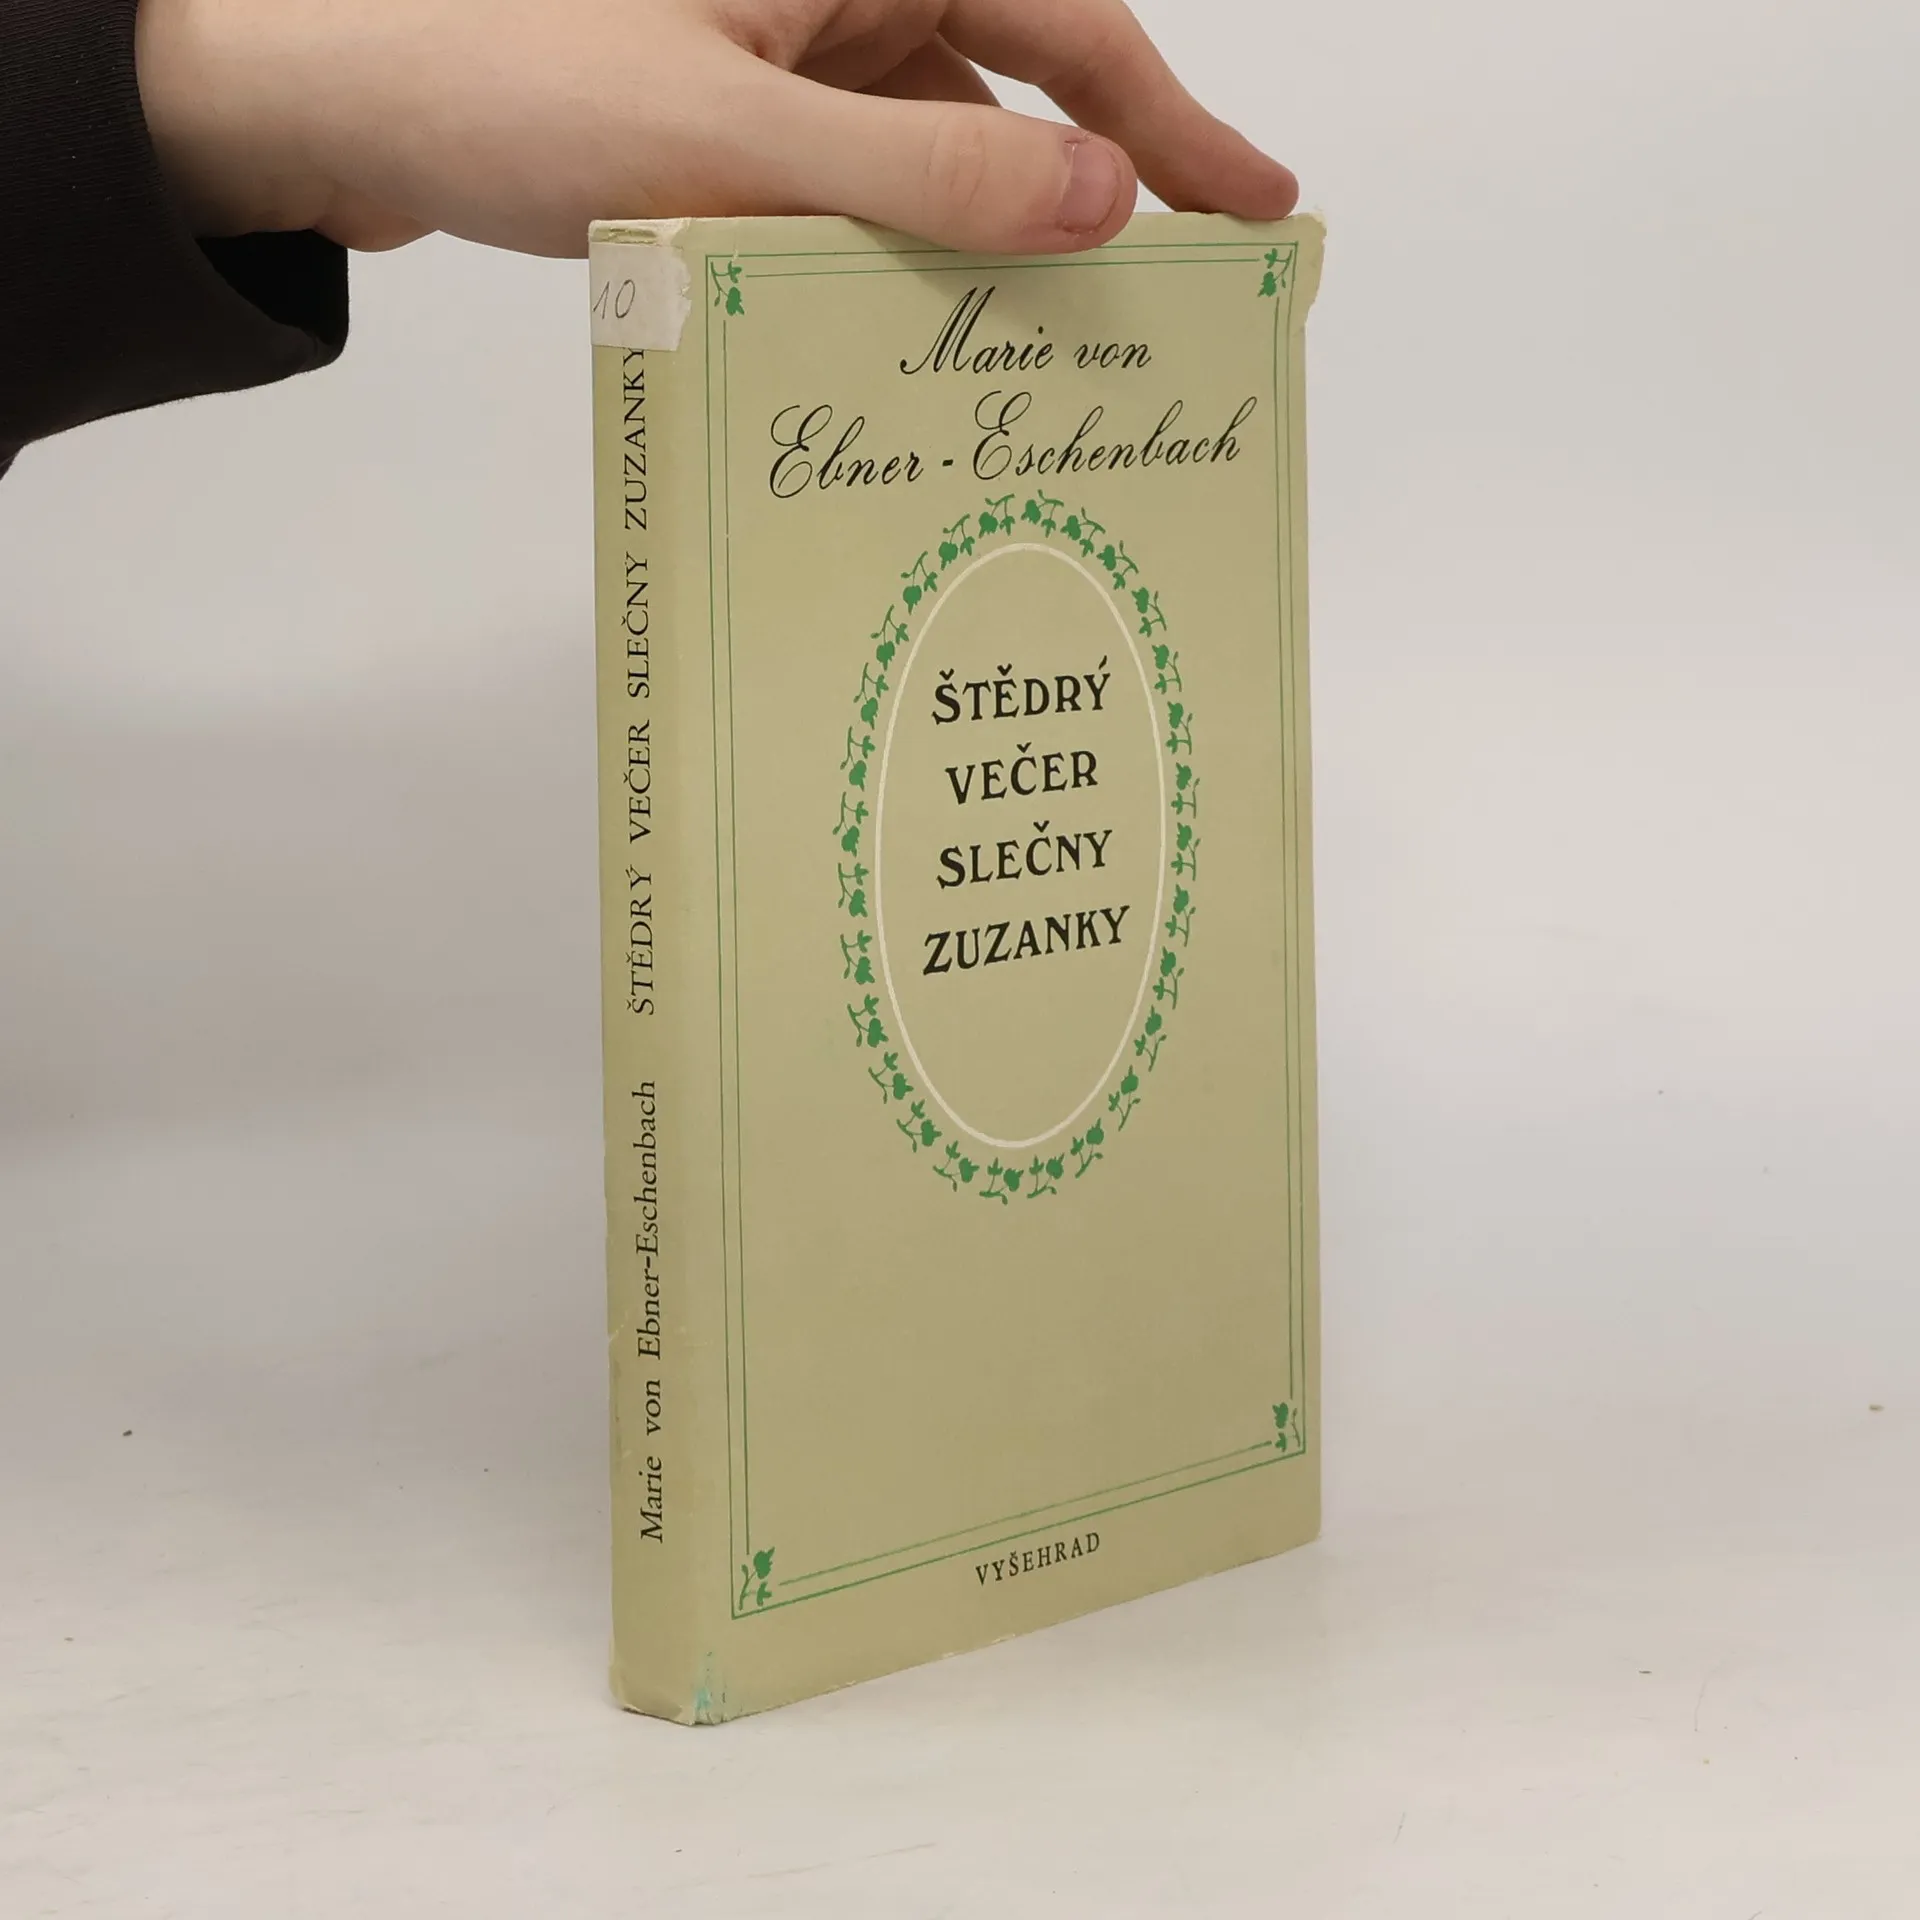 10
Marie von Ebner-Eschenbach ŠTĚDRÝ VEČER SLEČNY ZUZANKY
Marie von
Ebner - Eschenbach
ŠTĚDRÝ
VEČER
SLEČNY
ZUZANKY
VYŠEHRAD